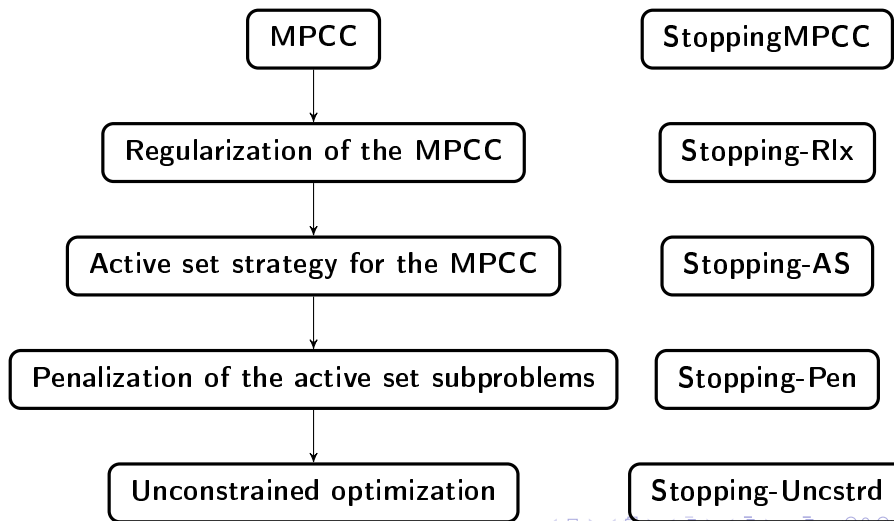 MPCC
StoppingMPCC
Regularization of the MPCC
Stopping-Rlx
Active set strategy for the MPCC
Stopping-AS
Penalization of the active set subproblems
Stopping-Pen
Unconstrained optimization
Stopping-Uncstrd